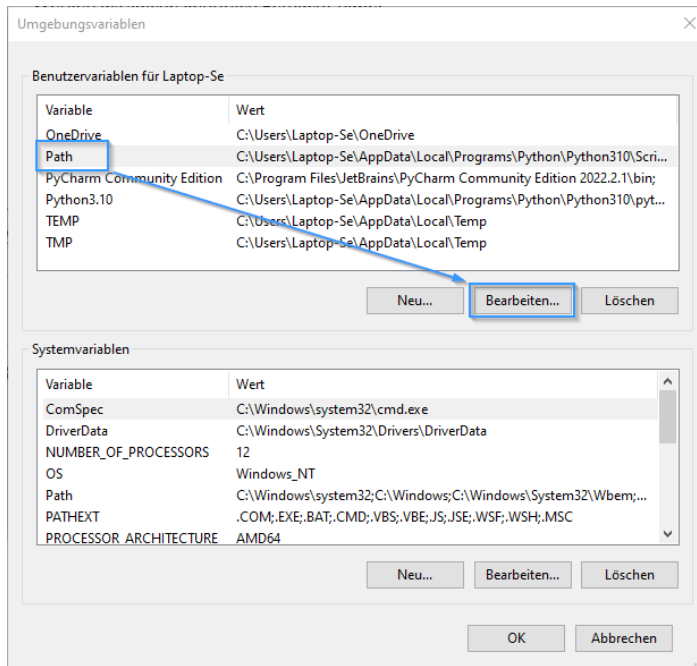 Umgebungsvariablen
Benutzervariablen für Laptop-Se
Variable Wert
OneDrive C:\Users\Laptop-Se\OneDrive
Path C:\Users\Laptop-Se\AppData\Local\Programs\Python\Python310\Scri...
PyCharm Community Edition C:\Program Files\JetBrains\PyCharm Community Edition 2022.2.1\bin;
Python3.10 C:\Users\Laptop-Se\AppData\Local\Programs\Python\Python310\pyt...
TEMP C:\Users\Laptop-Se\AppData\Local\Temp
TMP C:\Users\Laptop-Se\AppData\Local\Temp
Neu... Bearbeiten... Löschen
Systemvariablen
Variable Wert
ComSpec C:\Windows\system32\cmd.exe
DriverData C:\Windows\System32\Drivers\DriverData
NUMBER_OF_PROCESSORS 12
OS Windows_NT
Path C:\Windows\system32;C:\Windows;C:\Windows\System32\Wbem;...
PATHEXT .COM;.EXE;.BAT;.CMD;.VBS;.VBE;.JS;.JSE;.WSF;.WSH;.MSC
PROCESSOR_ARCHITECTURE AMD64
Neu... Bearbeiten... Löschen
OK Abbrechen